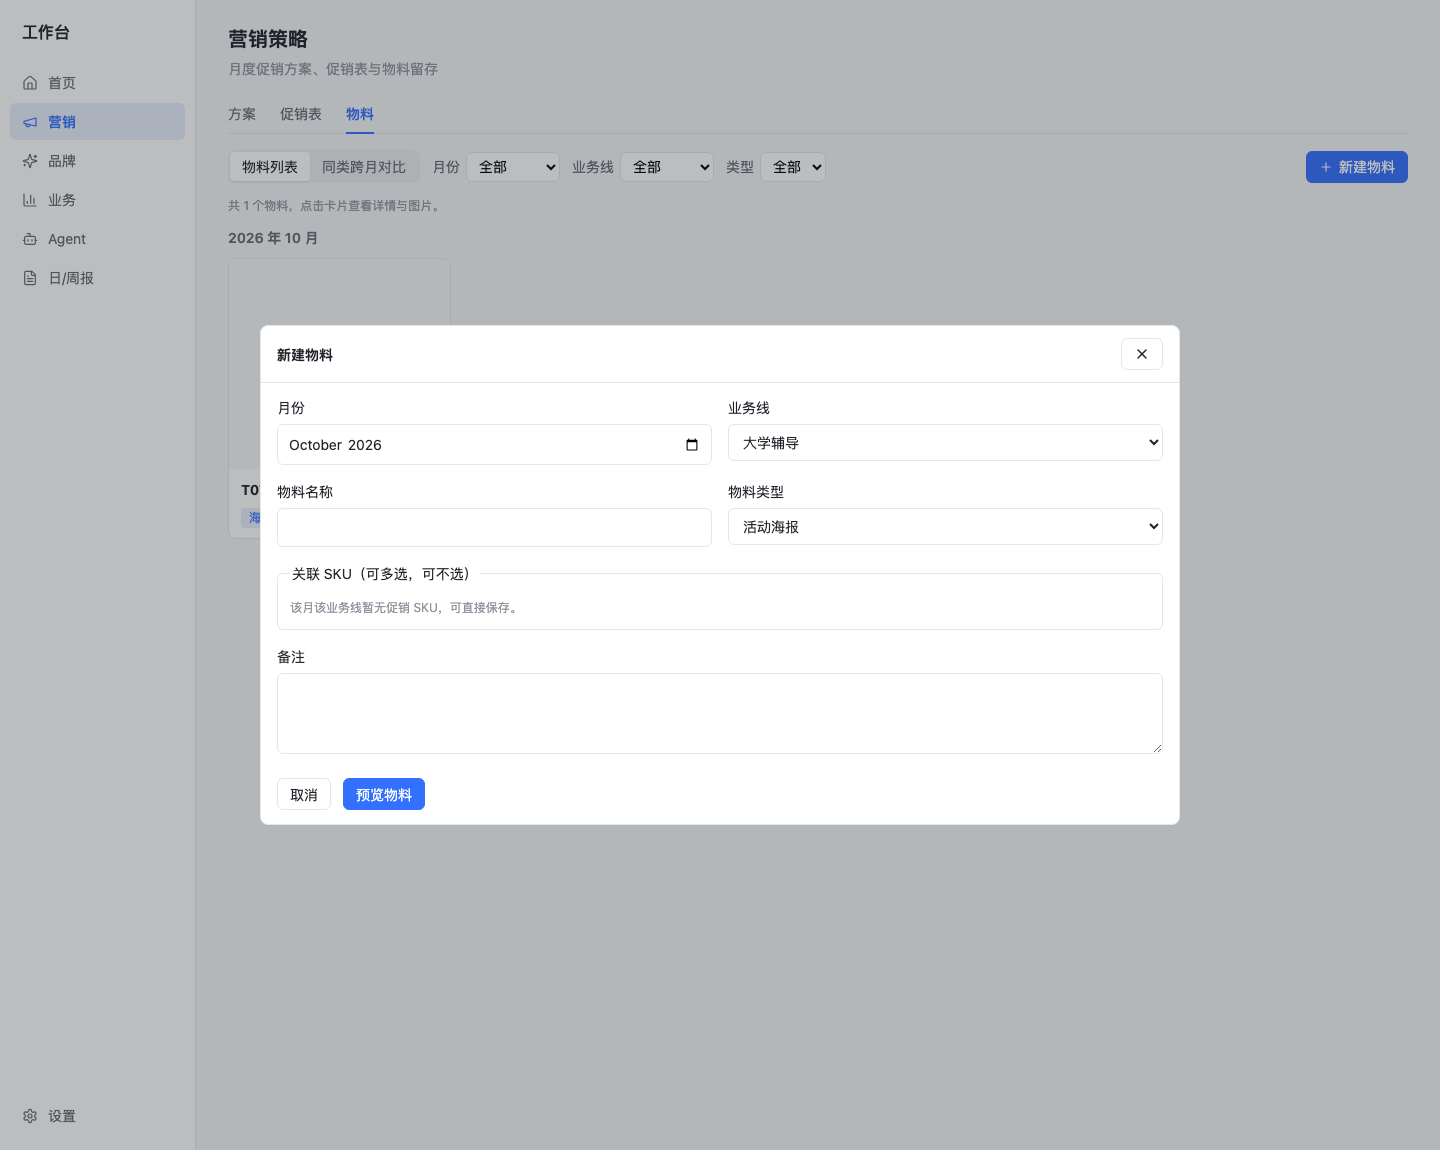 工作台
首页
营销
品牌
业务
Agent
日/周报
设置
营销策略
月度促销方案、促销表与物料留存
方案 促销表 物料
物料列表 同类跨月对比 月份 全部 业务线 全部 类型 全部 + 新建物料
共 1 个物料，点击卡片查看详情与图片。
2026 年 10 月
海
新建物料
月份 业务线
October 2026 大学辅导
物料名称 物料类型
活动海报
关联 SKU（可多选，可不选）
该月该业务线暂无促销 SKU，可直接保存。
备注
取消 预览物料